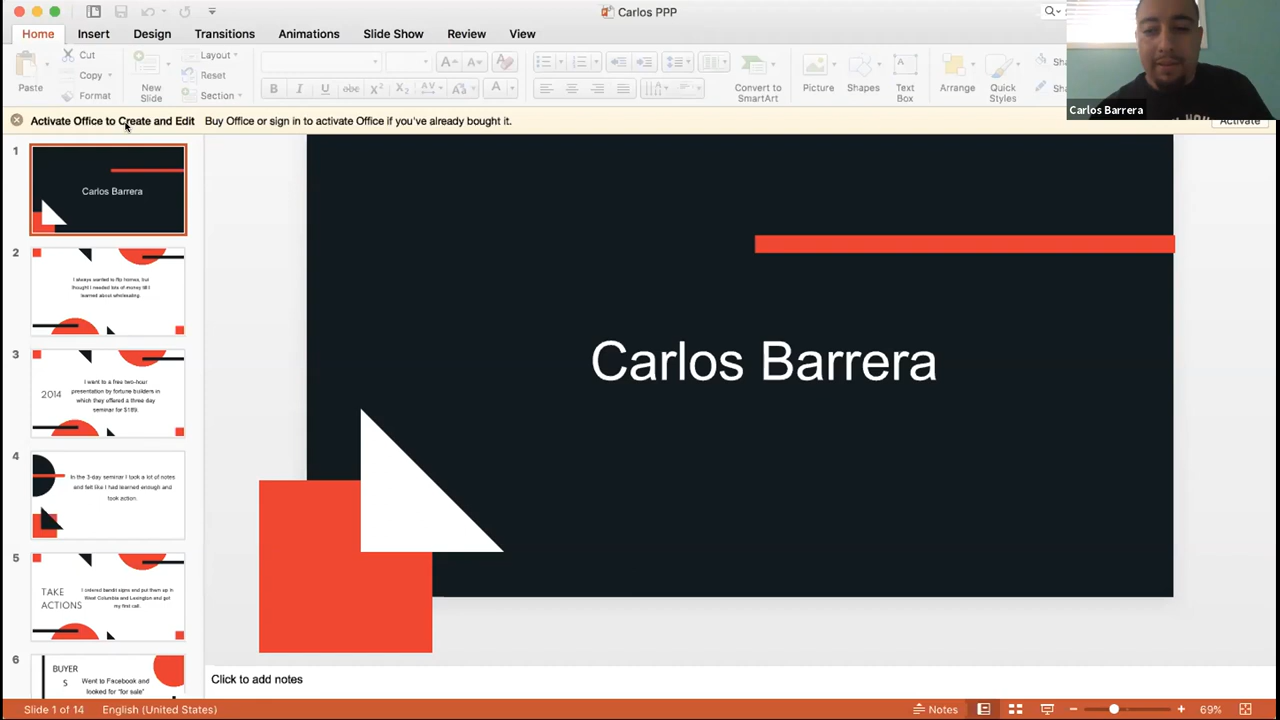 Carlos PPP
Home Insert Design Transitions Animations Slide Show Review View
Paste
Cut
Copy
Format
New
Slide
Layout
Reset
Section
B I U
Convert to
SmartArt
Picture
Shapes
Text
Box
Arrange
Quick
Styles
Carlos Barrera
Activate Office to Create and Edit Buy Office or sign in to activate Office if you've already bought it. Activate
1
Carlos Barrera
2
I always wanted to flip homes, but
thought I needed lots of money till I
learned about wholesaling.
3
2014
I went to a free two-hour
presentation by fortune builders in
which they offered a three day
seminar for $189.
4
In the 3-day seminar I took a lot of notes
and felt like I had learned enough and
took action.
5
TAKE
ACTIONS
I ordered bandit signs and put them up in
West Columbia and Lexington and got
my first call.
6
BUYER
S
Went to Facebook and
looked for "for sale"
Carlos Barrera
Click to add notes
Slide 1 of 14 English (United States) Notes 69%